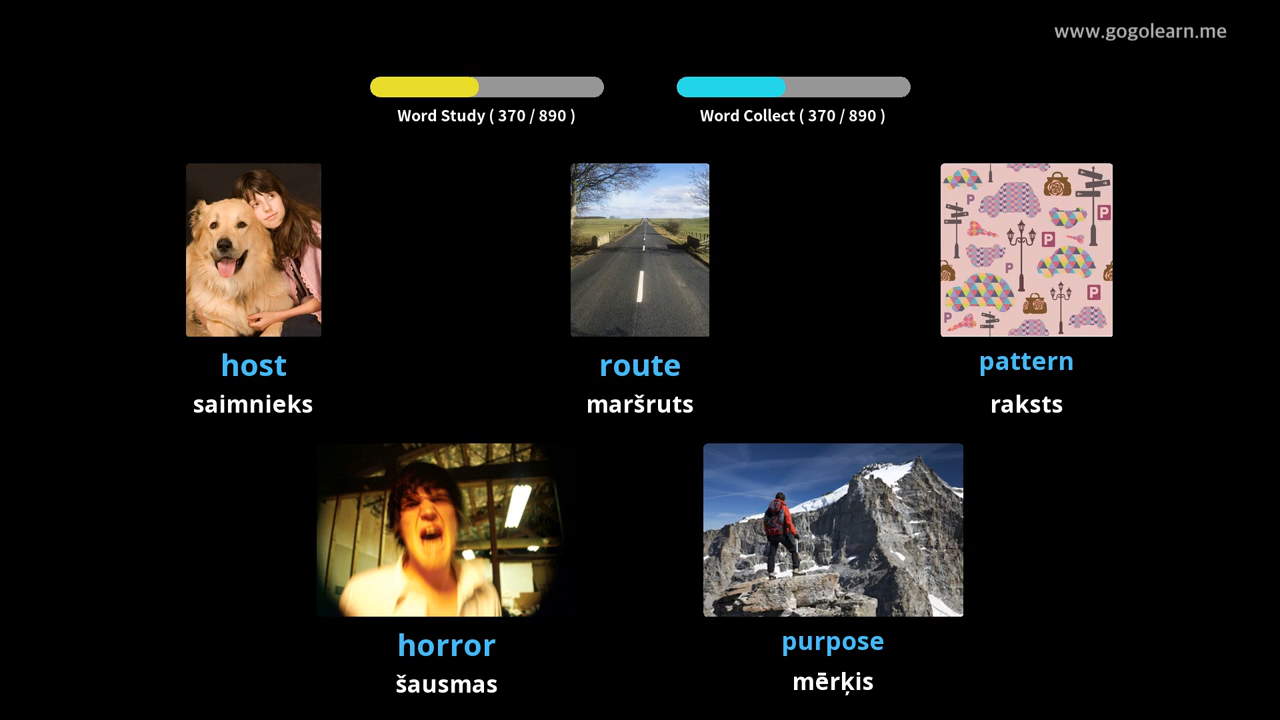 www.gogolearn.me
Word Study ( 370 / 890 )
Word Collect ( 370 / 890 )
host
saimnieks
route
maršruts
P
P
P
P
P
P
pattern
raksts
horror
šausmas
purpose
mērķis